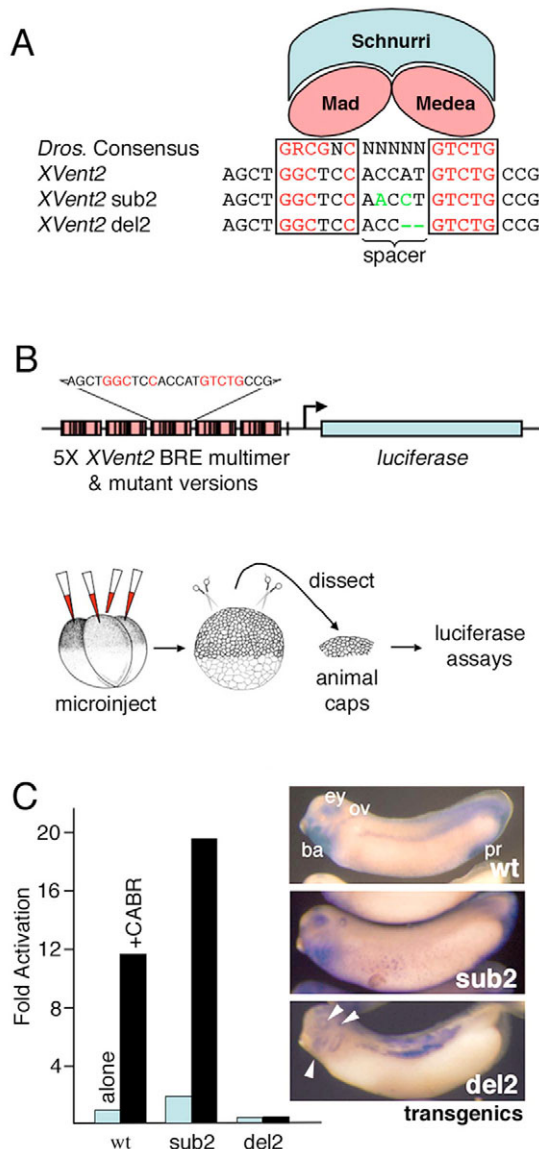 A
Schnurri
Mad Medea
Dros. Consensus GRCGNC NNNNN GTCTG
XVent2 AGCT GGCTCC ACCAT GTCTG CCG
XVent2 sub2 AGCT GGCTCC AACCT GTCTG CCG
XVent2 del2 AGCT GGCTCC ACC-- GTCTG CCG
spacer
B
AGCTGGCTCCACCATGTCTGCCG
5X XVent2 BRE multimer
& mutant versions
luciferase
microinject
dissect
animal
caps
luciferase
assays
C
Fold Activation
20
16
12
8
4
alone
+CABR
wt sub2 del2
ey
ov
ba
pr
wt
sub2
del2
transgenics